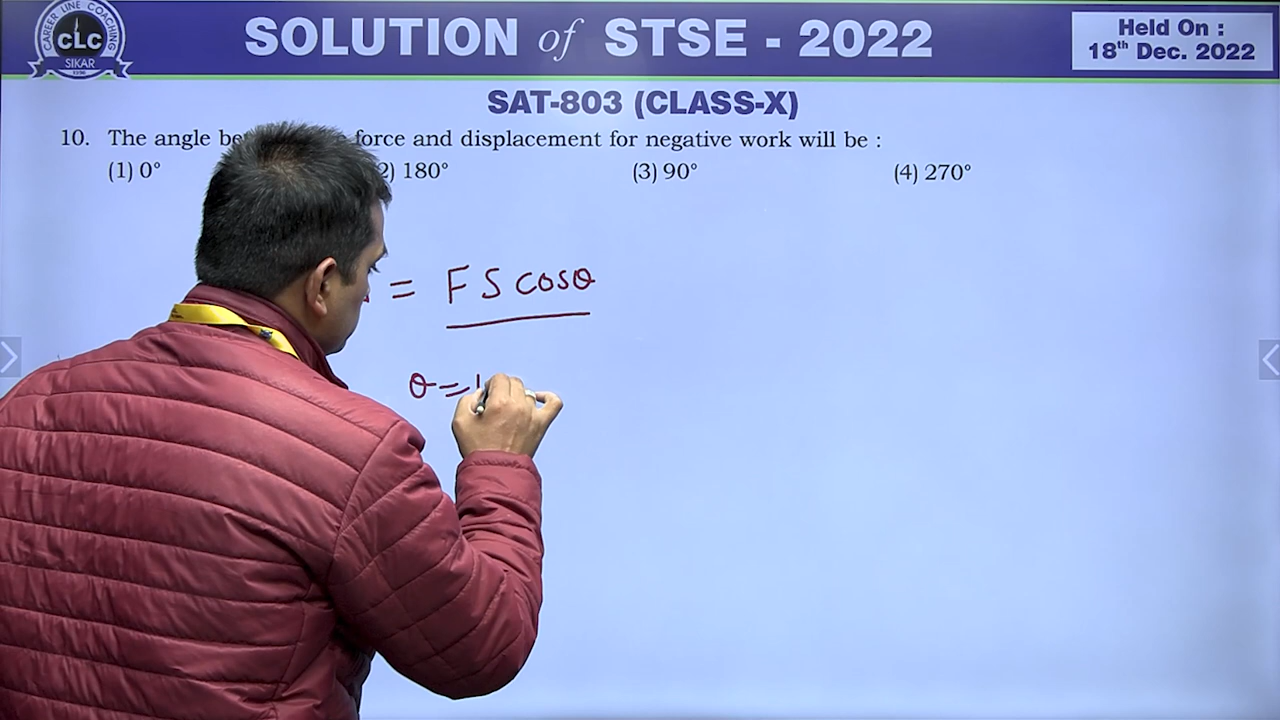 CAREER LINE COACHING
CLC
SIKAR
SOLUTION of STSE - 2022
Held On :
18th Dec. 2022
SAT-803 (CLASS-X)
10. The angle force and displacement for negative work will be :
(1) 0° 2) 180° (3) 90° (4) 270°
= F S cosθ
θ = 1